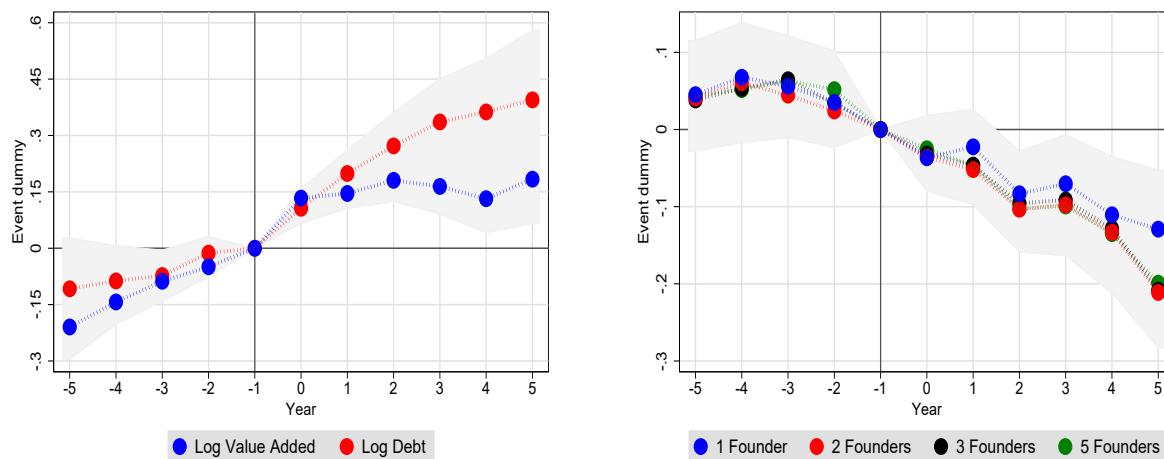 Event dummy
.6
.45
.3
.15
0
-.15
-.3
-5 -4 -3 -2 -1 0 1 2 3 4 5
Year
Log Value Added Log Debt
Event dummy
.1
0
-.1
-.2
-.3
-5 -4 -3 -2 -1 0 1 2 3 4 5
Year
1 Founder 2 Founders 3 Founders 5 Founders